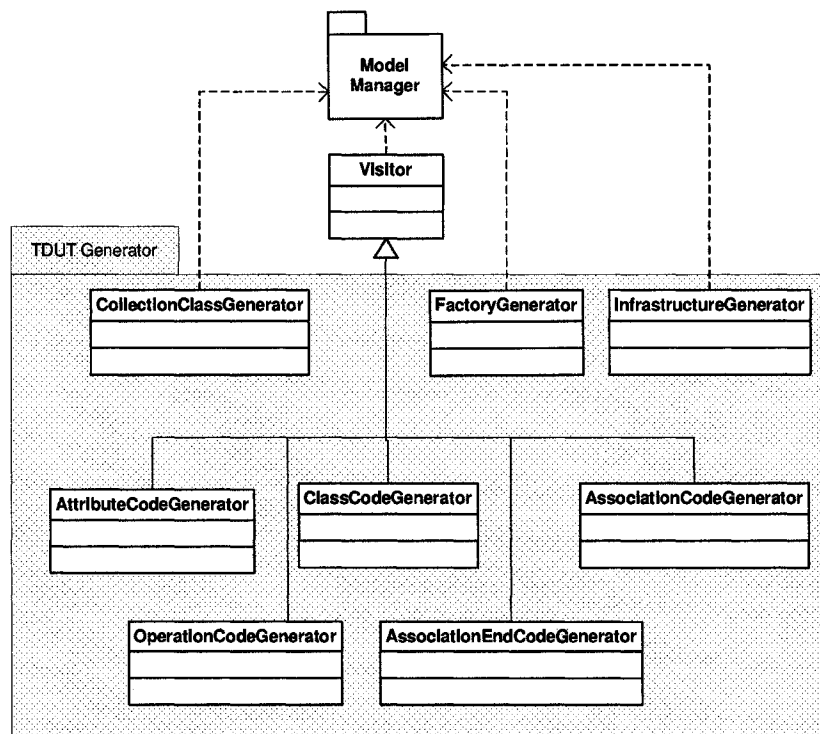 Model
Manager
Visitor
TDUT Generator
CollectionClassGenerator
FactoryGenerator
InfrastructureGenerator
AttributeCodeGenerator
ClassCodeGenerator
AssociationCodeGenerator
OperationCodeGenerator
AssociationEndCodeGenerator